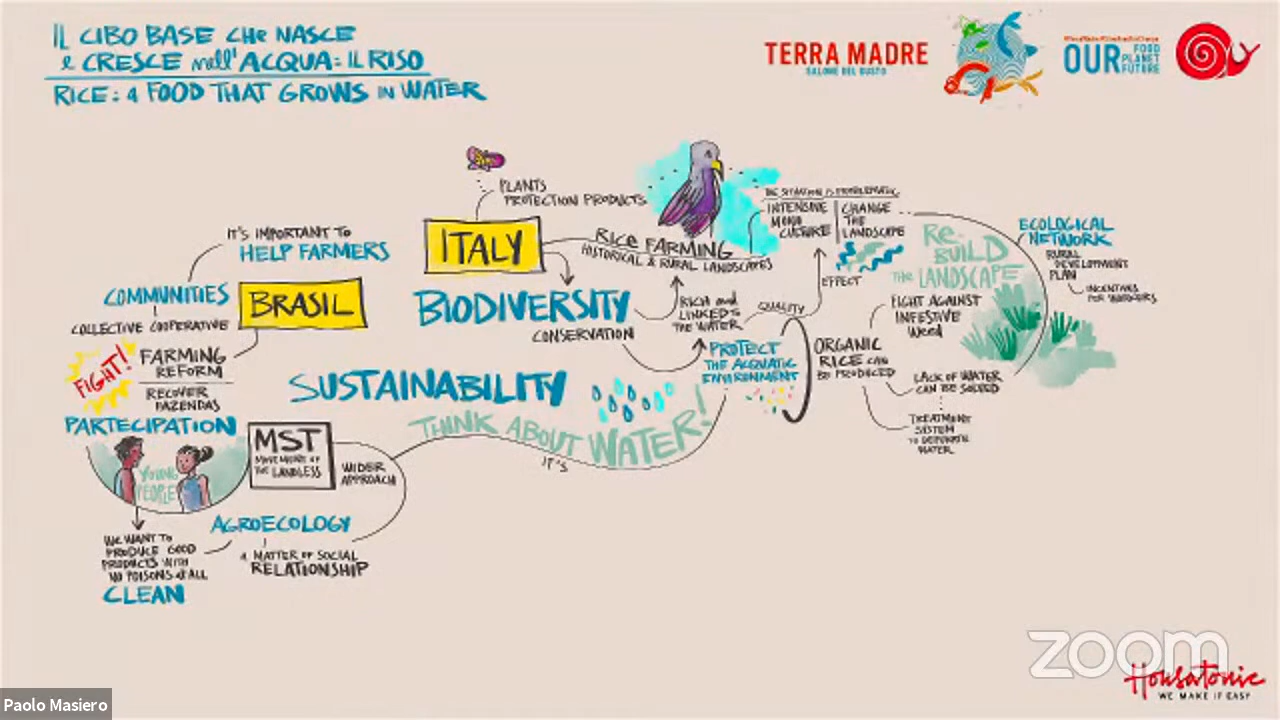 IL CIBO BASE CHE NASCE
e CRESCE nell'ACQUA: IL RISO
RICE: A FOOD THAT GROWS IN WATER
TERRA MADRE
SALONE DEL GUSTO
OUR FOOD
PLANET
FUTURE
PLANTS
PROTECTION PRODUCTS
ITALY
RICE FARMING
HISTORICAL & RURAL LANDSCAPES
THE SITUATION IS PROBLEMATIC
INTENSIVE
MONO
CULTURE
CHANGE
THE
LANDSCAPE
EFFECT
BIODIVERSITY
CONSERVATION
RICH and
LINKED to
THE WATER
QUALITY
PROTECT
THE ACQUATIC
ENVIRONMENT
Re-
BUILD
THE LANDSCAPE
ECOLOGICAL
NETWORK
RURAL
DEVELOPMENT
PLAN
INCENTIVES
FIGHT AGAINST
INFESTIVE
WEED
ORGANIC
RICE CAN
BE PRODUCED
LACK OF WATER
CAN BE SOLVED
TREATMENT
SYSTEM
TO DEPURATE
WATER
IT'S IMPORTANT TO
HELP FARMERS
COMMUNITIES
COLLECTIVE COOPERATIVE
BRASIL
FIGHT!
FARMING
REFORM
RECOVER
FAZENDAS
SUSTAINABILITY
THINK ABOUT WATER!
IT'S
PARTECIPATION
YOUNG
PEOPLE
MST
MOVEMENT OF
THE LANDLESS
WIDER
APPROACH
AGROECOLOGY
A MATTER OF SOCIAL
RELATIONSHIP
WE WANT TO
PRODUCE GOOD
PRODUCTS WITH
NO POISONS AT ALL
CLEAN
zoom
Housatonic
WE MAKE IT EASY
Paolo Masiero